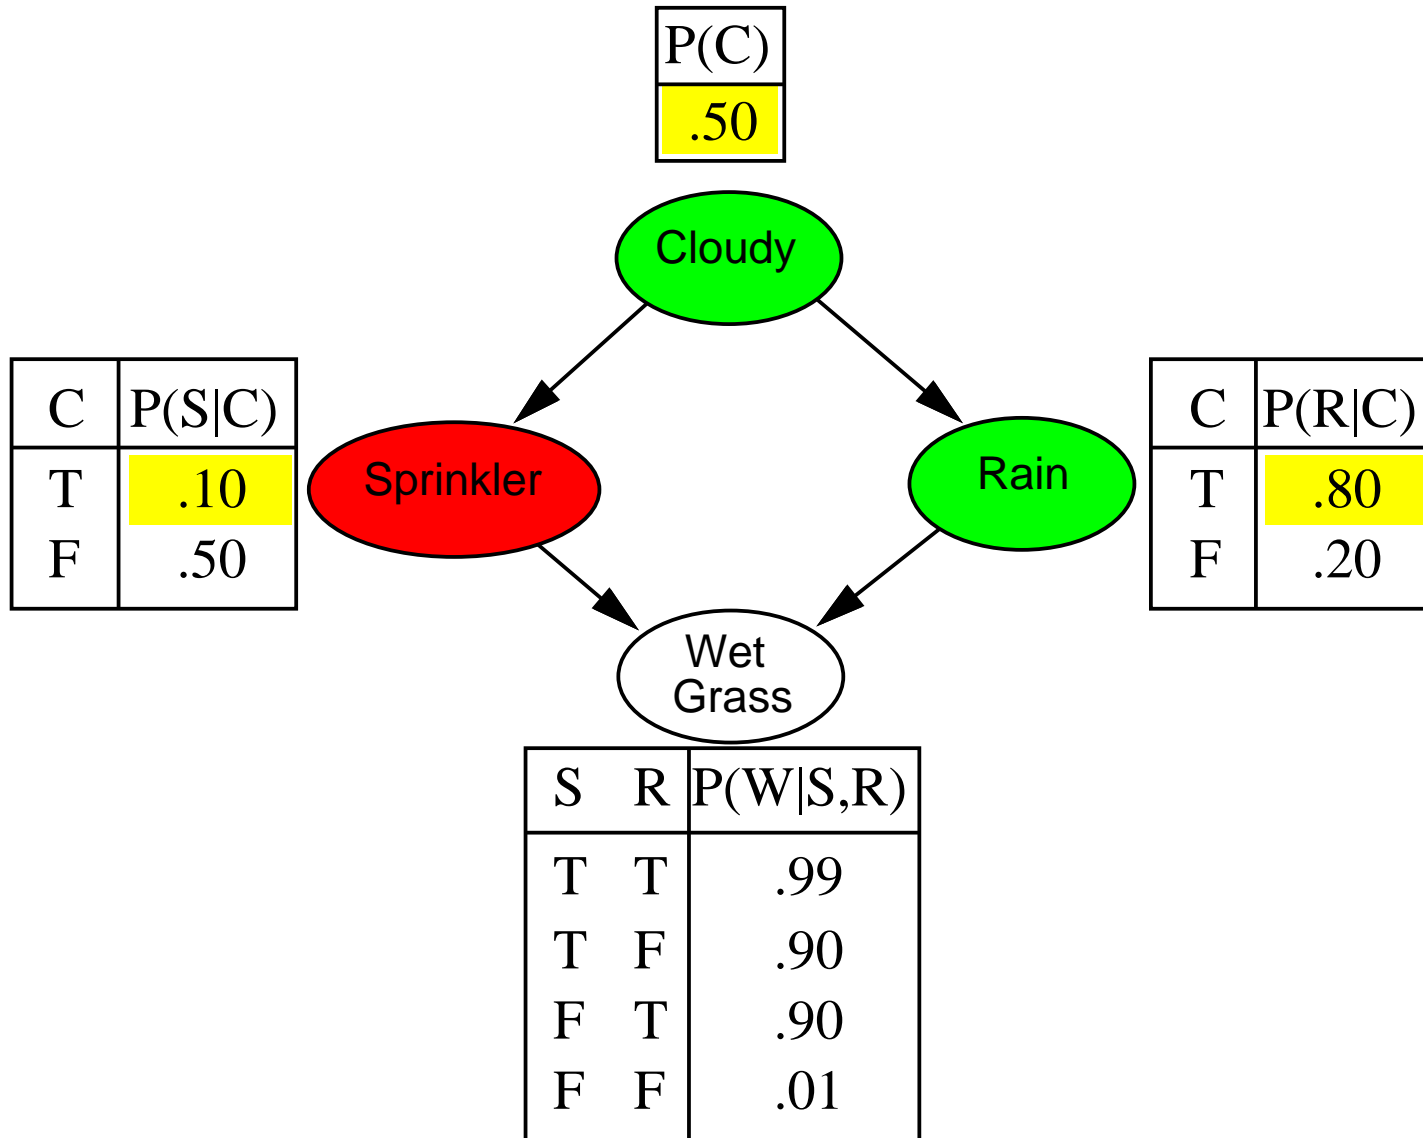 P(C)
.50
Cloudy
C P(S|C)
T .10
F .50
Sprinkler
Rain
C P(R|C)
T .80
F .20
Wet
Grass
S R P(W|S,R)
T T .99
T F .90
F T .90
F F .01